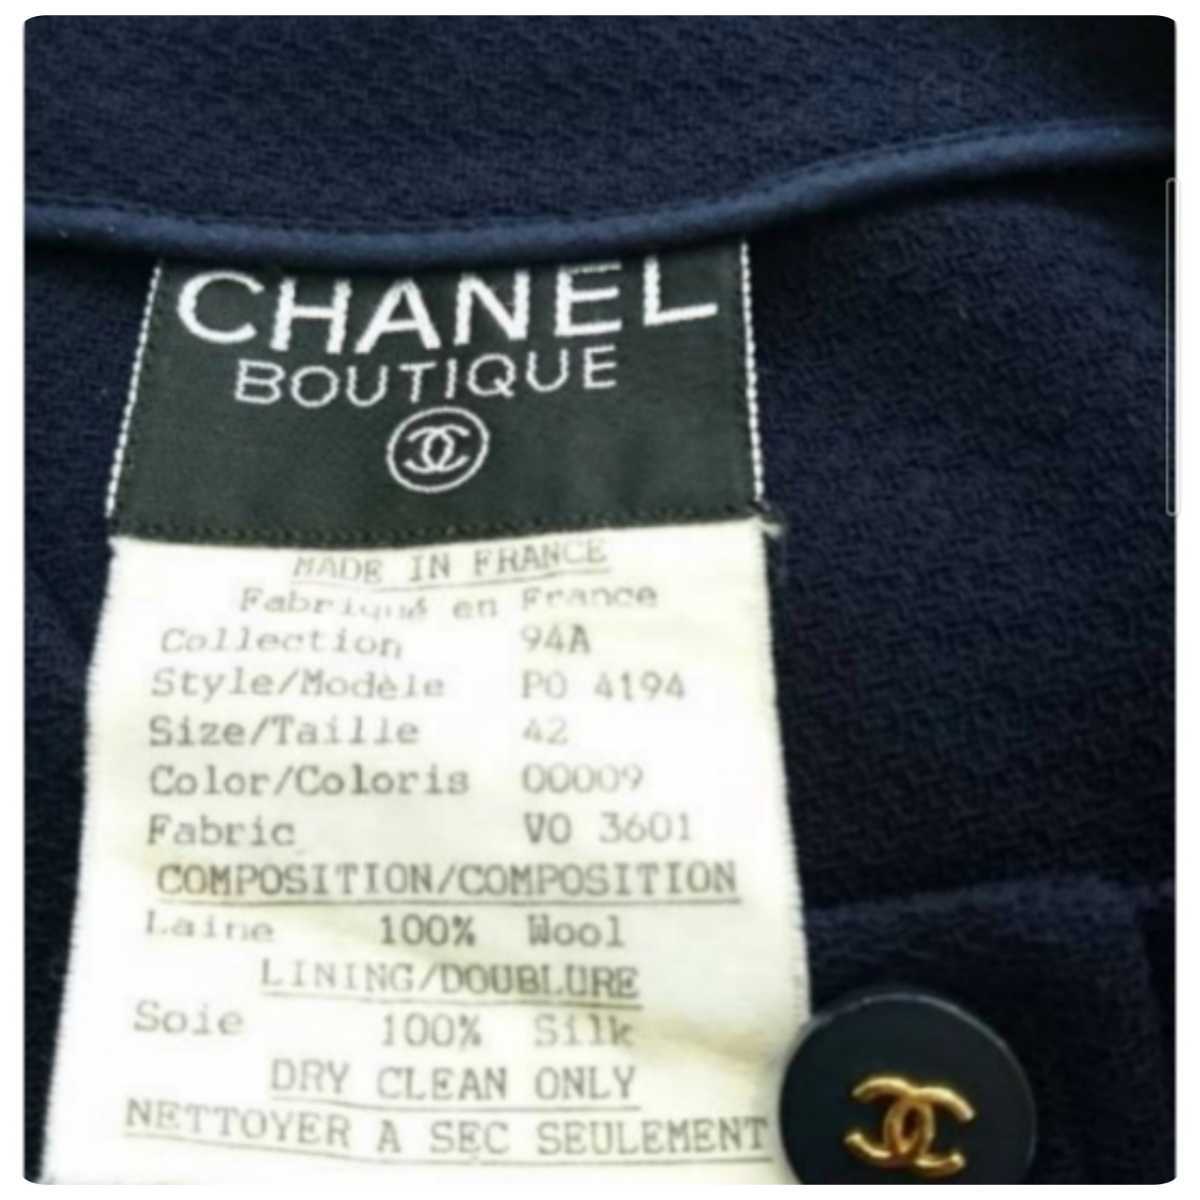 CHANEL
BOUTIQUE
MADE IN FRANCE
Fabriqué en France
Collection 94A
Style/Modèle PO 4194
Size/Taille 42
Color/Coloris 00009
Fabric VO 3601
COMPOSITION/COMPOSITION
Laine 100% Wool
LINING/DOUBLURE
Soie 100% Silk
DRY CLEAN ONLY
NETTOYER A SEC SEULEMENT